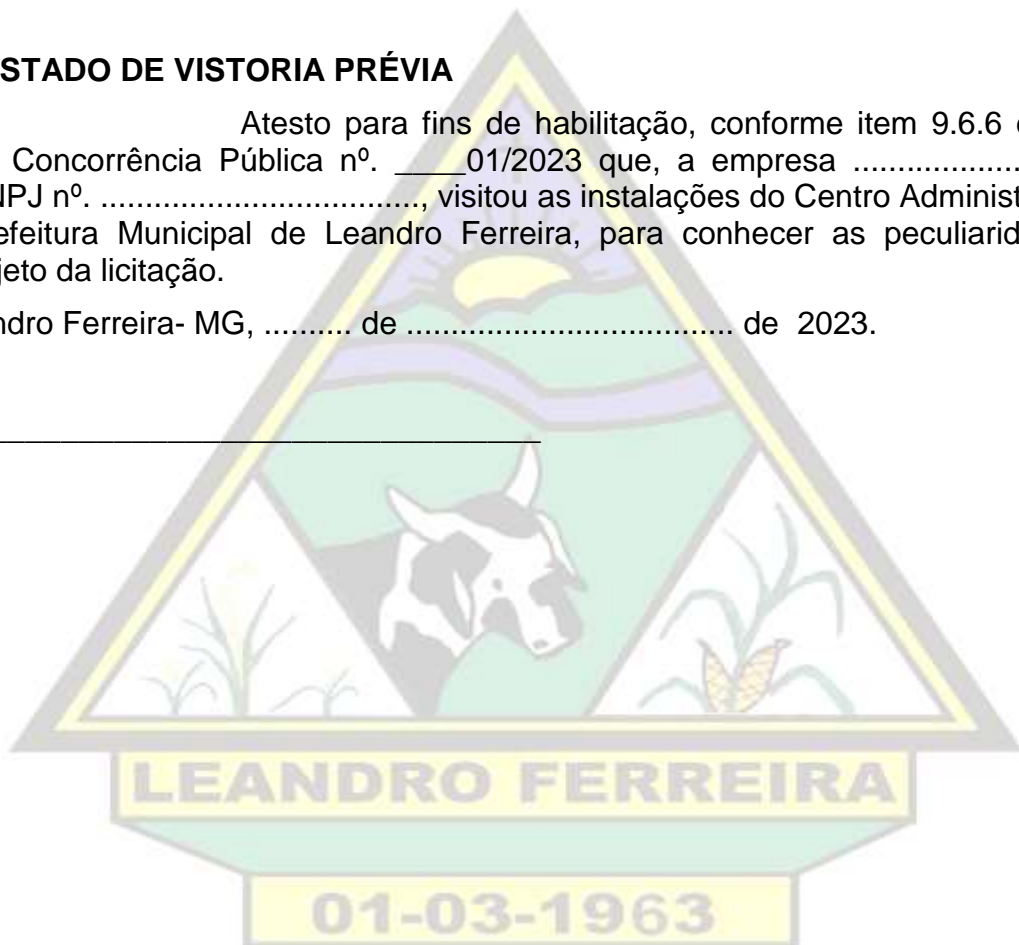 STADO DE VISTORIA PRÉVIA
Atesto para fins de habilitação, conforme item 9.6.6
Concorrência Pública nº. ____01/2023 que, a empresa ...................
NPJ nº. ....................................., visitou as instalações do Centro Administ
efeitura Municipal de Leandro Ferreira, para conhecer as peculiarid
jeto da licitação.
ndro Ferreira- MG, .......... de ..................................... de 2023.
_______________________________
LEANDRO FERREIRA
01-03-1963